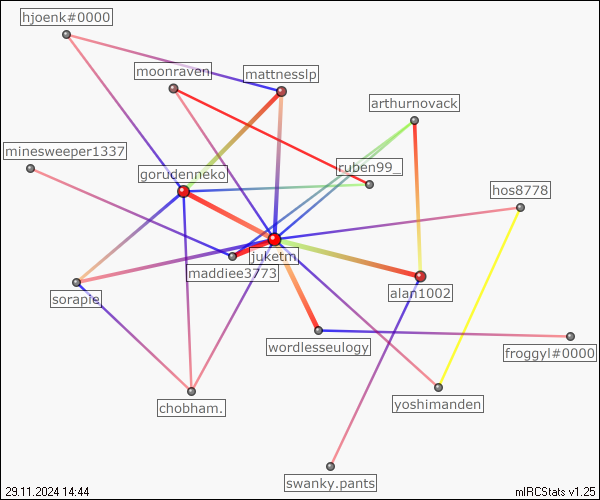 hjoenk#0000
moonraven
mattnesslp
arthurnovack
minesweeper1337
ruben99_
gorudenneko
hos8778
juketm
maddiee3773
sorapie
alan1002
wordlesseulogy
froggyl#0000
chobham.
yoshimanden
swanky.pants
29.11.2024 14:44
mIRCStats v1.25